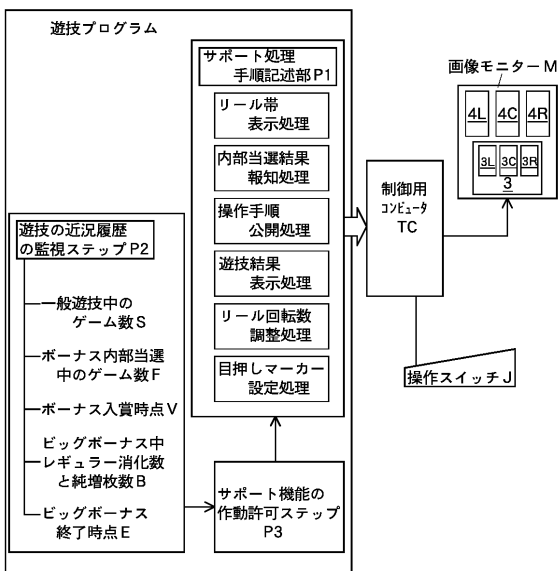 遊技プログラム
サポート処理
手順記述部P1
リール帯
表示処理
内部当選結果
報知処理
操作手順
公開処理
遊技結果
表示処理
リール回転数
調整処理
目押しマーカー
設定処理
遊技の近況履歴
の監視ステップP2
一般遊技中の
ゲーム数S
ボーナス内部当選
中のゲーム数F
ボーナス入賞時点V
ビッグボーナス中
レギュラー消化数
と純増枚数B
ビッグボーナス
終了時点E
サポート機能の
作動許可ステップ
P3
制御用
コンピュータ
TC
画像モニターM
4L 4C 4R
3L 3C 3R
3
操作スイッチJ